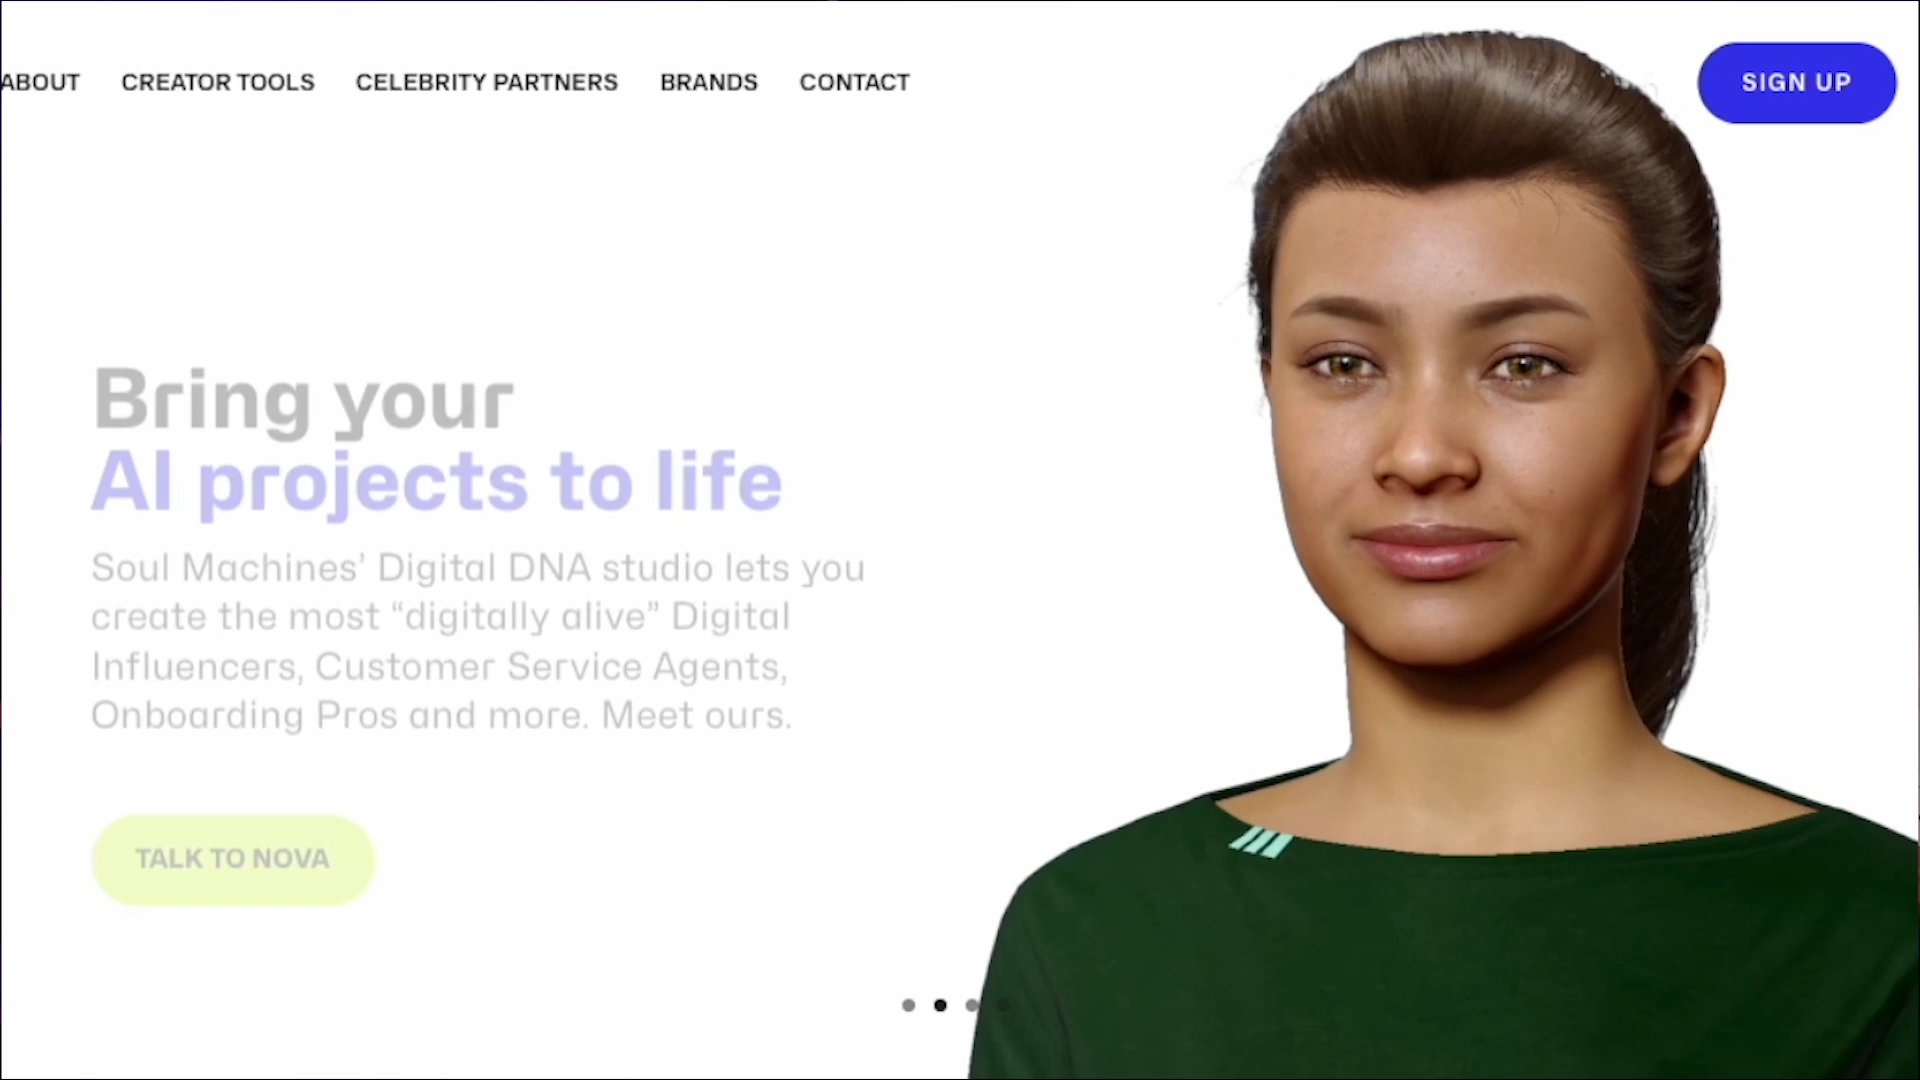 ABOUT
CREATOR TOOLS
CELEBRITY PARTNERS
BRANDS
CONTACT
SIGN UP
Bring your
AI projects to life
Soul Machines’ Digital DNA studio lets you
create the most “digitally alive” Digital
Influencers, Customer Service Agents,
Onboarding Pros and more. Meet ours.
TALK TO NOVA